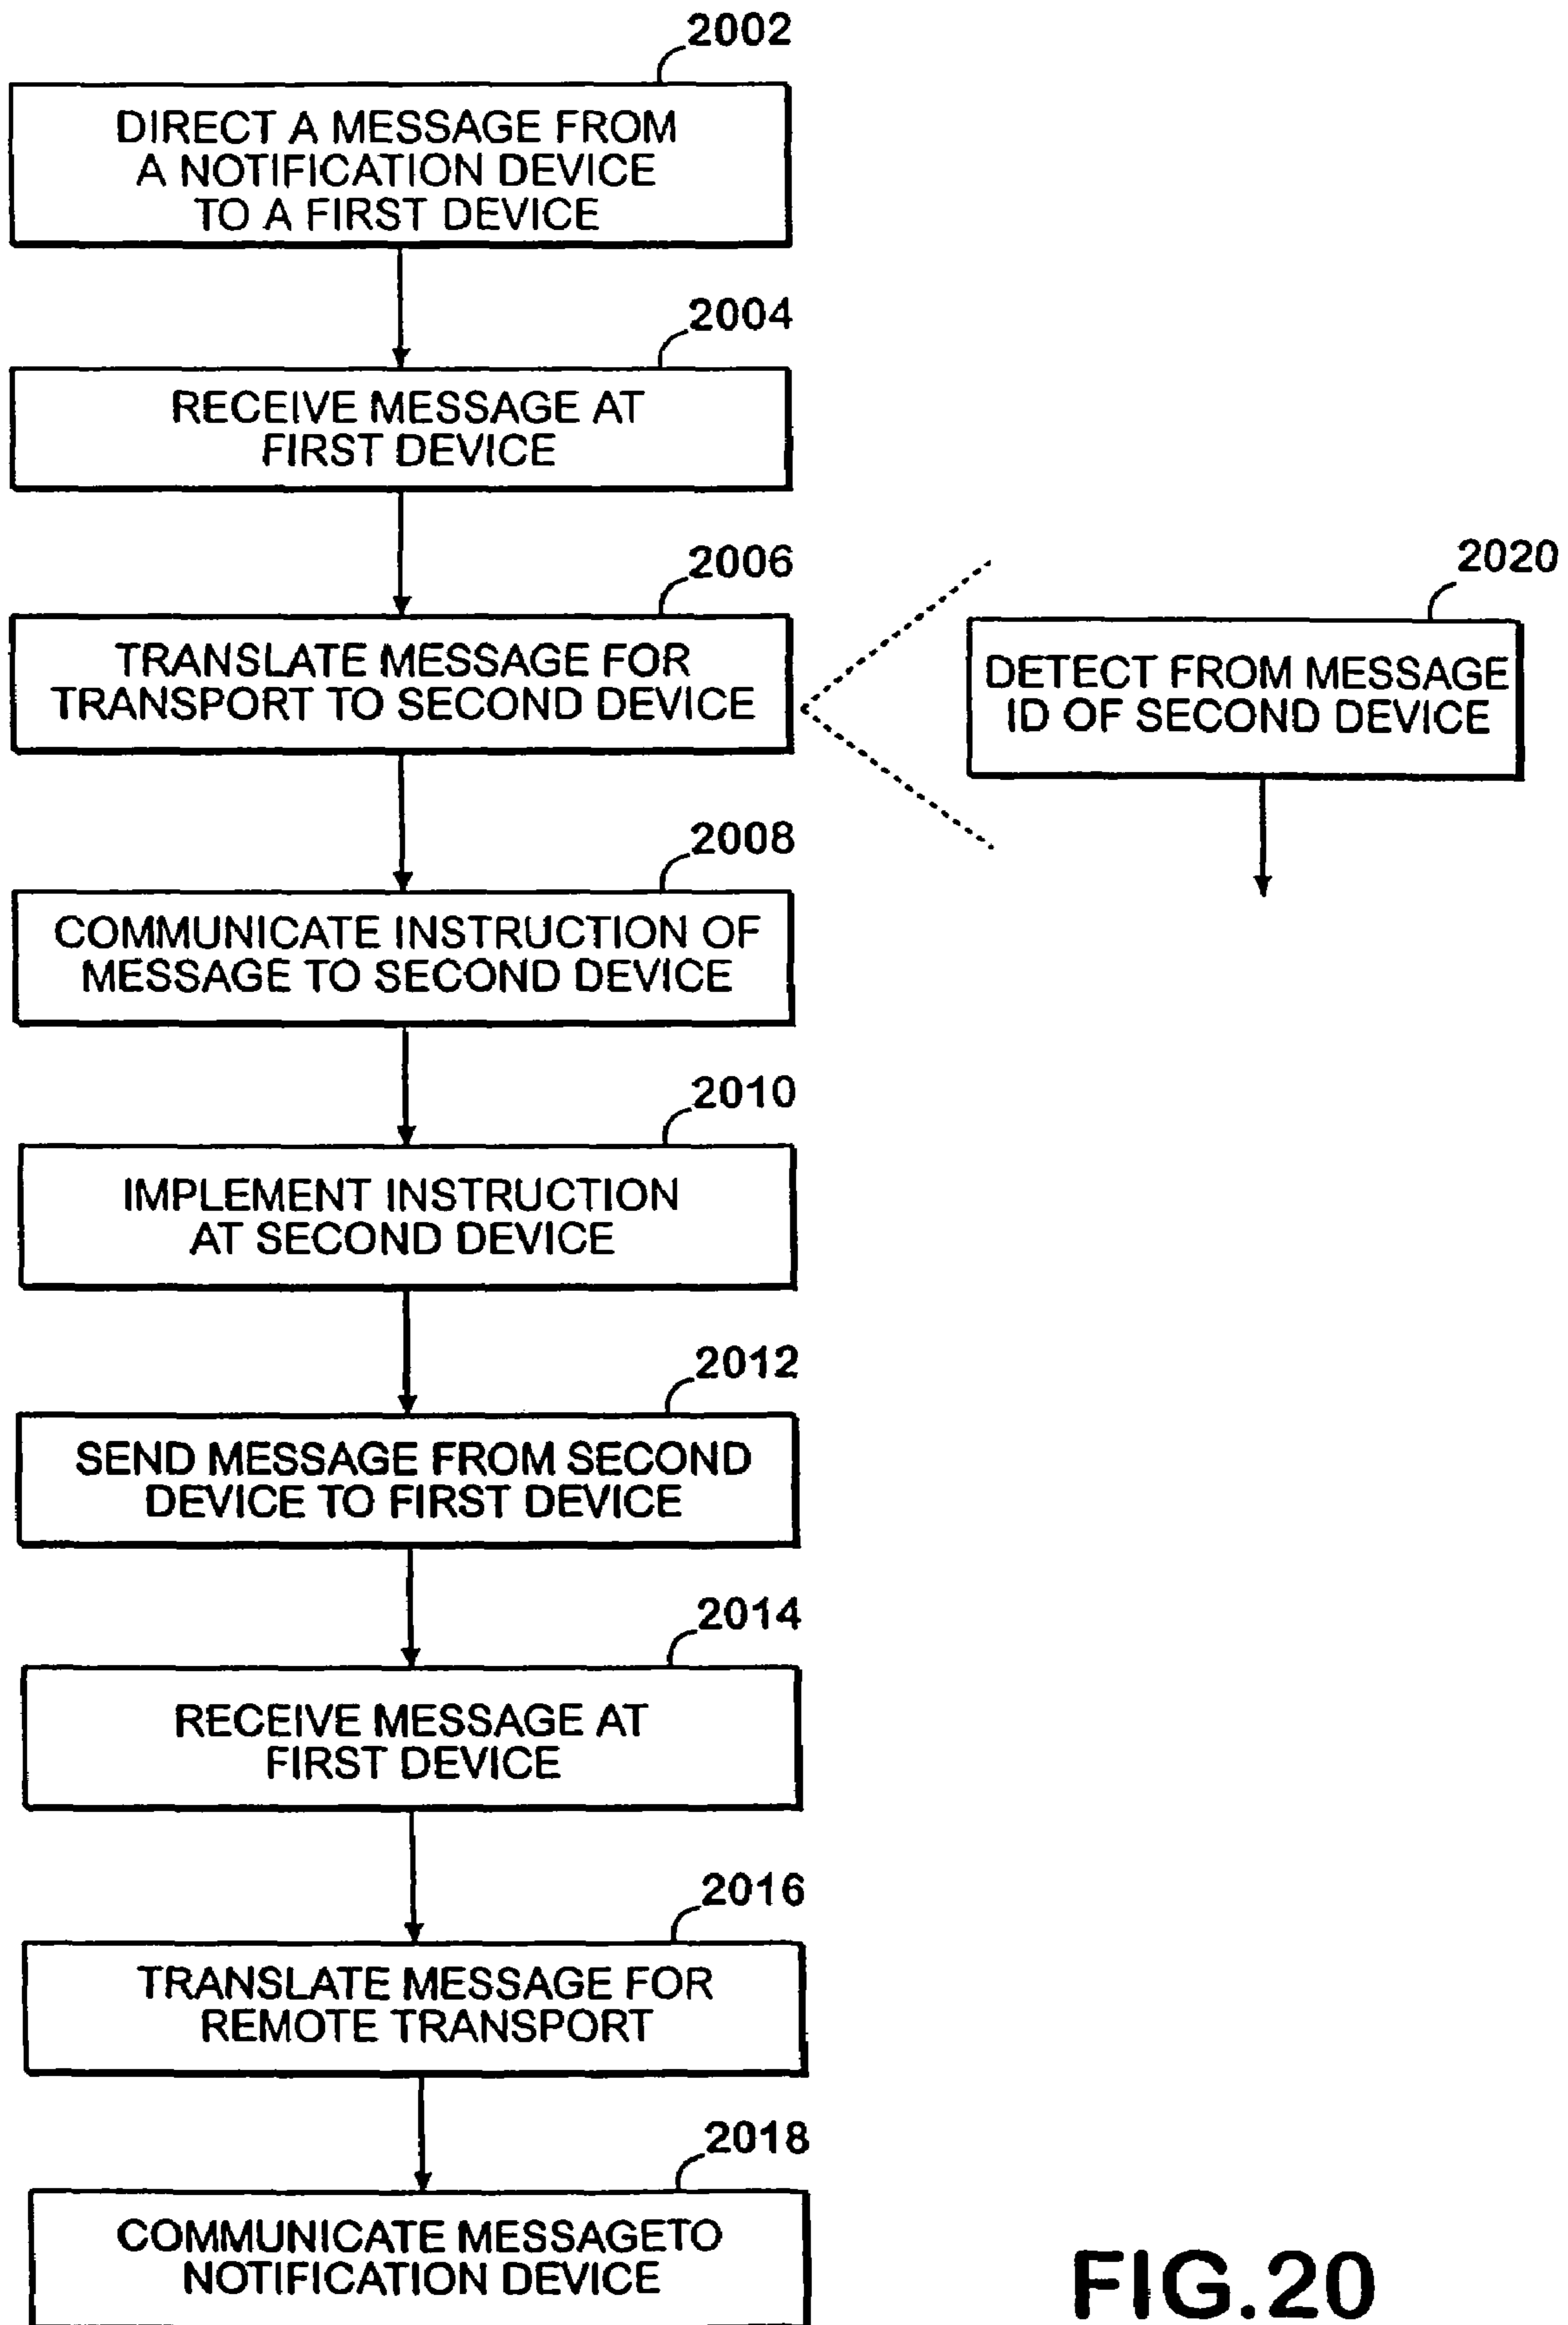 2002
DIRECT A MESSAGE FROM
A NOTIFICATION DEVICE
TO A FIRST DEVICE
2004
RECEIVE MESSAGE AT
FIRST DEVICE
2006
TRANSLATE MESSAGE FOR
TRANSPORT TO SECOND DEVICE
2020
DETECT FROM MESSAGE
ID OF SECOND DEVICE
2008
COMMUNICATE INSTRUCTION OF
MESSAGE TO SECOND DEVICE
2010
IMPLEMENT INSTRUCTION
AT SECOND DEVICE
2012
SEND MESSAGE FROM SECOND
DEVICE TO FIRST DEVICE
2014
RECEIVE MESSAGE AT
FIRST DEVICE
2016
TRANSLATE MESSAGE FOR
REMOTE TRANSPORT
2018
COMMUNICATE MESSAGETO
NOTIFICATION DEVICE
FIG.20